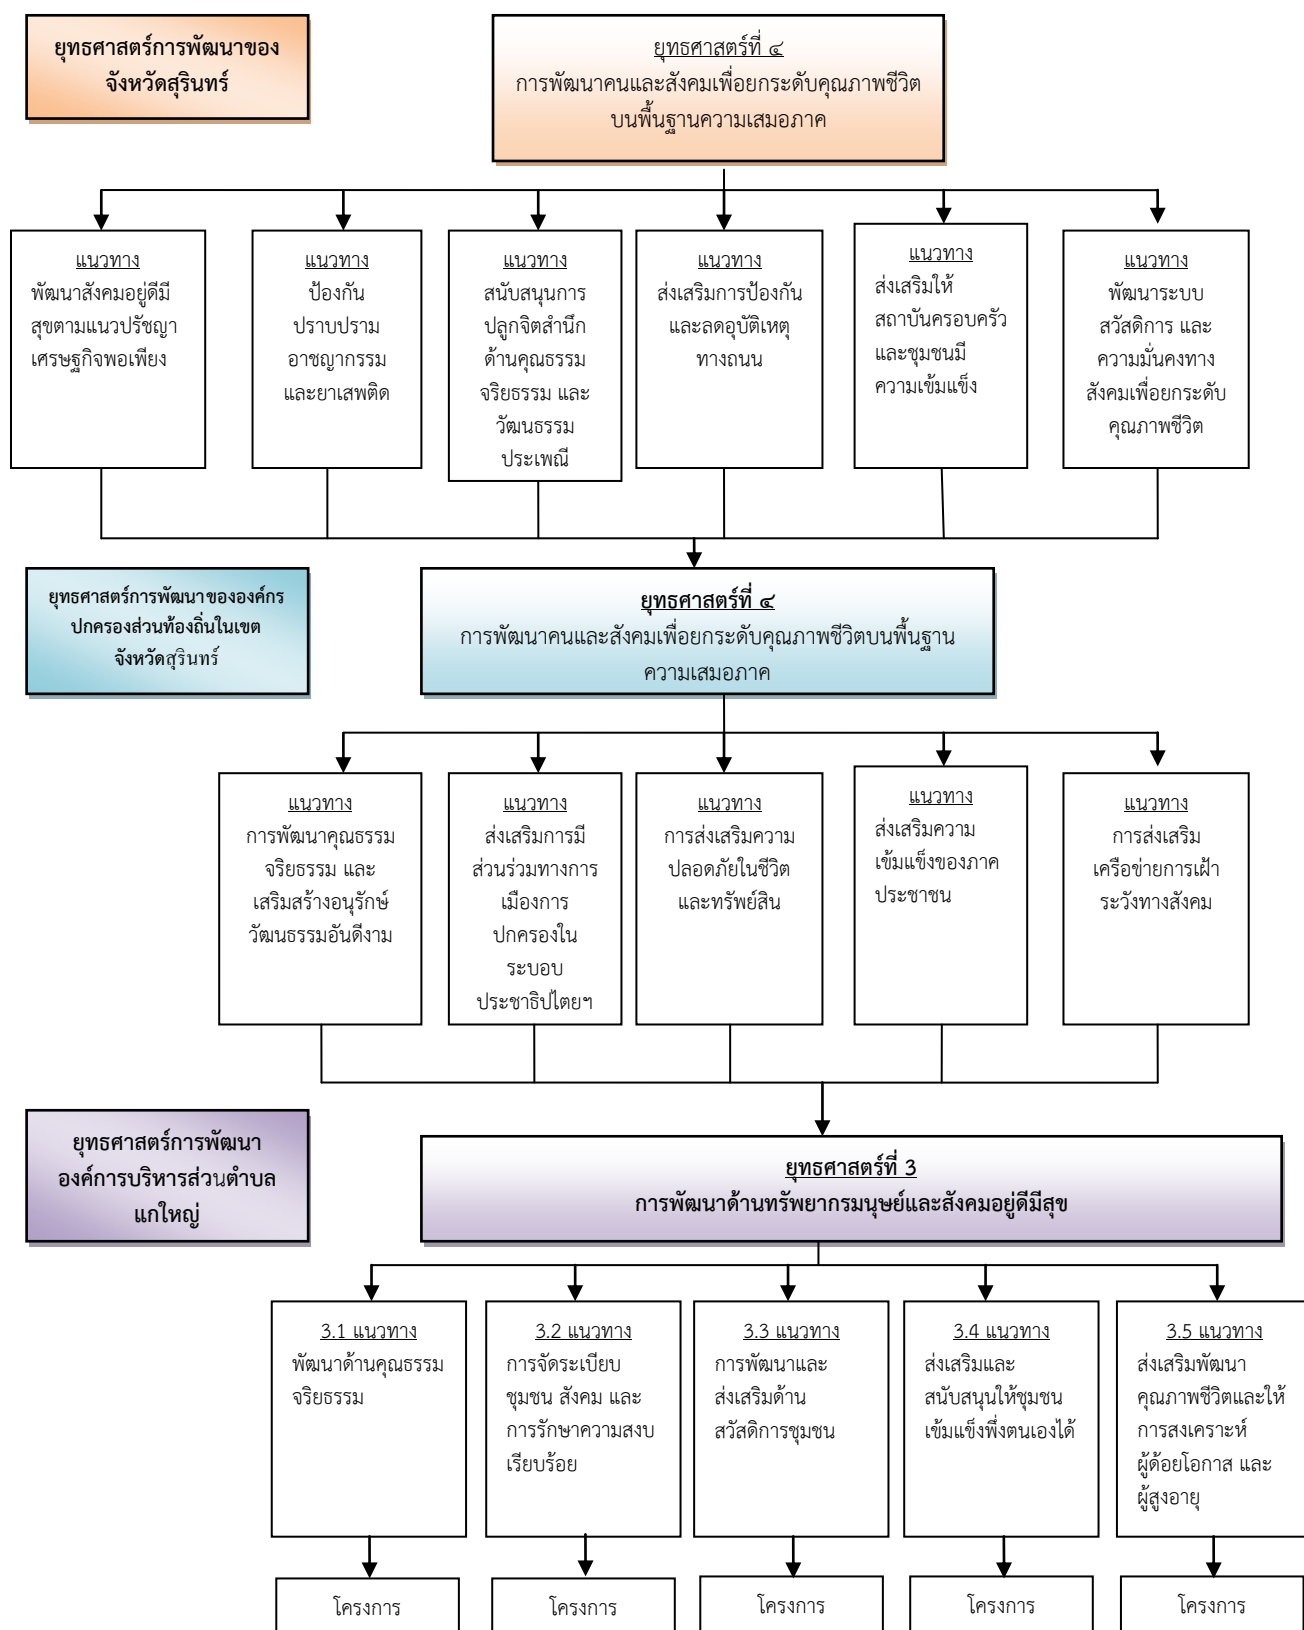 ยุทธศาสตร์การพัฒนาของ
จังหวัดสุรินทร์
ยุทธศาสตร์ที่ ๔
การพัฒนาคนและสังคมเพื่อยกระดับคุณภาพชีวิต
บนพื้นฐานความเสมอภาค
แนวทาง
พัฒนาสังคมอยู่ดีมี
สุขตามแนวปรัชญา
เศรษฐกิจพอเพียง
แนวทาง
ป้องกัน
ปราบปราม
อาชญากรรม
และยาเสพติด
แนวทาง
สนับสนุนการ
ปลูกจิตสำนึก
ด้านคุณธรรม
จริยธรรม และ
วัฒนธรรม
ประเพณี
แนวทาง
ส่งเสริมการป้องกัน
และลดอุบัติเหตุ
ทางถนน
แนวทาง
ส่งเสริมให้
สถาบันครอบครัว
และชุมชนมี
ความเข้มแข็ง
แนวทาง
พัฒนาระบบ
สวัสดิการ และ
ความมั่นคงทาง
สังคมเพื่อยกระดับ
คุณภาพชีวิต
ยุทธศาสตร์การพัฒนาขององค์กร
ปกครองส่วนท้องถิ่นในเขต
จังหวัดสุรินทร์
ยุทธศาสตร์ที่ ๔
การพัฒนาคนและสังคมเพื่อยกระดับคุณภาพชีวิตบนพื้นฐาน
ความเสมอภาค
แนวทาง
การพัฒนาคุณธรรม
จริยธรรม และ
เสริมสร้างอนุรักษ์
วัฒนธรรมอันดีงาม
แนวทาง
ส่งเสริมการมี
ส่วนร่วมทางการ
เมืองการ
ปกครองใน
ระบอบ
ประชาธิปไตยฯ
แนวทาง
การส่งเสริมความ
ปลอดภัยในชีวิต
และทรัพย์สิน
แนวทาง
ส่งเสริมความ
เข้มแข็งของภาค
ประชาชน
แนวทาง
การส่งเสริม
เครือข่ายการเฝ้า
ระวังทางสังคม
ยุทธศาสตร์การพัฒนา
องค์การบริหารส่วนตำบล
แกใหญ่
ยุทธศาสตร์ที่ 3
การพัฒนาด้านทรัพยากรมนุษย์และสังคมอยู่ดีมีสุข
3.1 แนวทาง
พัฒนาด้านคุณธรรม
จริยธรรม
3.2 แนวทาง
การจัดระเบียบ
ชุมชน สังคม และ
การรักษาความสงบ
เรียบร้อย
3.3 แนวทาง
การพัฒนาและ
ส่งเสริมด้าน
สวัสดิการชุมชน
3.4 แนวทาง
ส่งเสริมและ
สนับสนุนให้ชุมชน
เข้มแข็งพึ่งตนเองได้
3.5 แนวทาง
ส่งเสริมพัฒนา
คุณภาพชีวิตและให้
การสงเคราะห์
ผู้ด้อยโอกาส และ
ผู้สูงอายุ
โครงการ
โครงการ
โครงการ
โครงการ
โครงการ